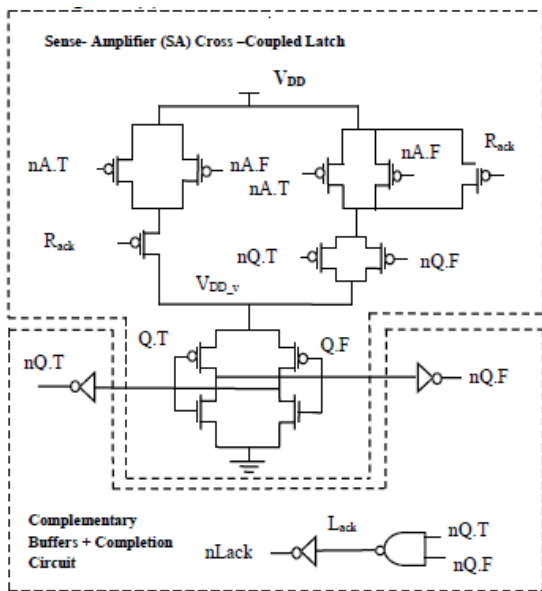 Sense- Amplifier (SA) Cross –Coupled Latch
VDD
nA.T
nA.F
nA.T
nA.F
Rack
Rack
nQ.T
nQ.F
VDD_v
Q.T
Q.F
nQ.T
nQ.F
Complementary
Buffers + Completion
Circuit
Lack
nLack
nQ.T
nQ.F